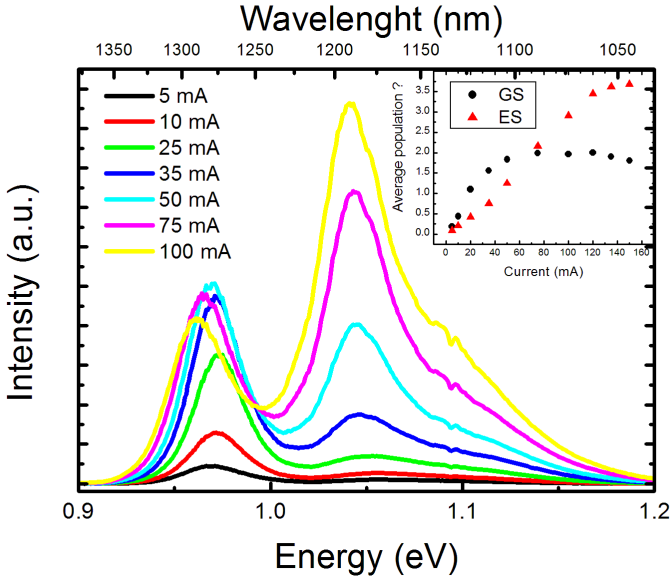 Wavelenght (nm)
1350 1300 1250 1200 1150 1100 1050
5 mA
10 mA
25 mA
35 mA
50 mA
75 mA
100 mA
Intensity (a.u.)
0.9 1.0 1.1 1.2
Energy (eV)
GS
ES
Average population ?
3.5
3.0
2.5
2.0
1.5
1.0
0.5
0.0
0 20 40 60 80 100 120 140 160
Current (mA)